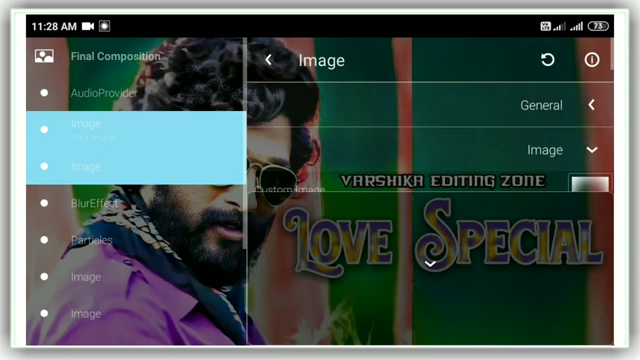 11:28 AM
73
Final Composition
Image
AudioProvider
General
Image
Your Image
Image
Image
Custom Image
BlurEffect
Particles
Image
Image
VARSHIKA EDITING ZONE
Love Special